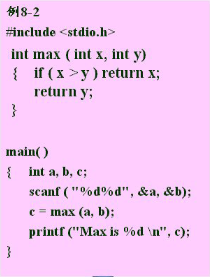 例8-2
#include <stdio.h>
int max ( int x, int y)
{ if ( x > y ) return x;
return y;
}
main( )
{ int a, b, c;
scanf ( "%d%d", &a, &b);
c = max (a, b);
printf ("Max is %d \n", c);
}